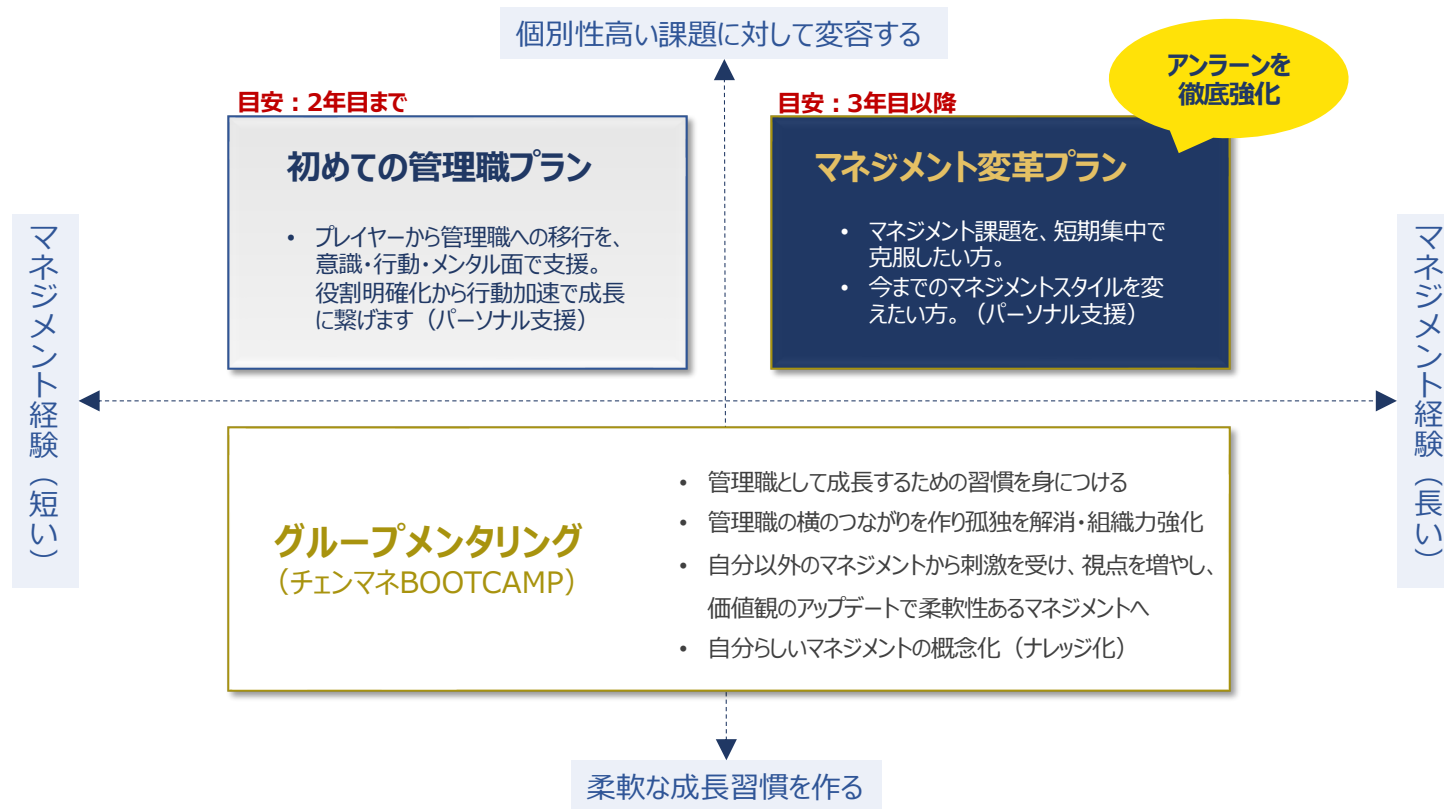 個別性高い課題に対して変容する
アンラーンを
徹底強化
目安：2年目まで
目安：3年目以降
初めての管理職プラン
• プレイヤーから管理職への移行を、
意識・行動・メンタル面で支援。
役割明確化から行動加速で成長
に繋げます（パーソナル支援）
マネジメント変革プラン
• マネジメント課題を、短期集中で
克服したい方。
• 今までのマネジメントスタイルを変
えたい方。（パーソナル支援）
マネジメント経験（短い）
マネジメント経験（長い）
グループメンタリング
（チェンマネBOOTCAMP）
• 管理職として成長するための習慣を身につける
• 管理職の横のつながりを作り孤独を解消・組織力強化
• 自分以外のマネジメントから刺激を受け、視点を増やし、
価値観のアップデートで柔軟性あるマネジメントへ
• 自分らしいマネジメントの概念化（ナレッジ化）
柔軟な成長習慣を作る